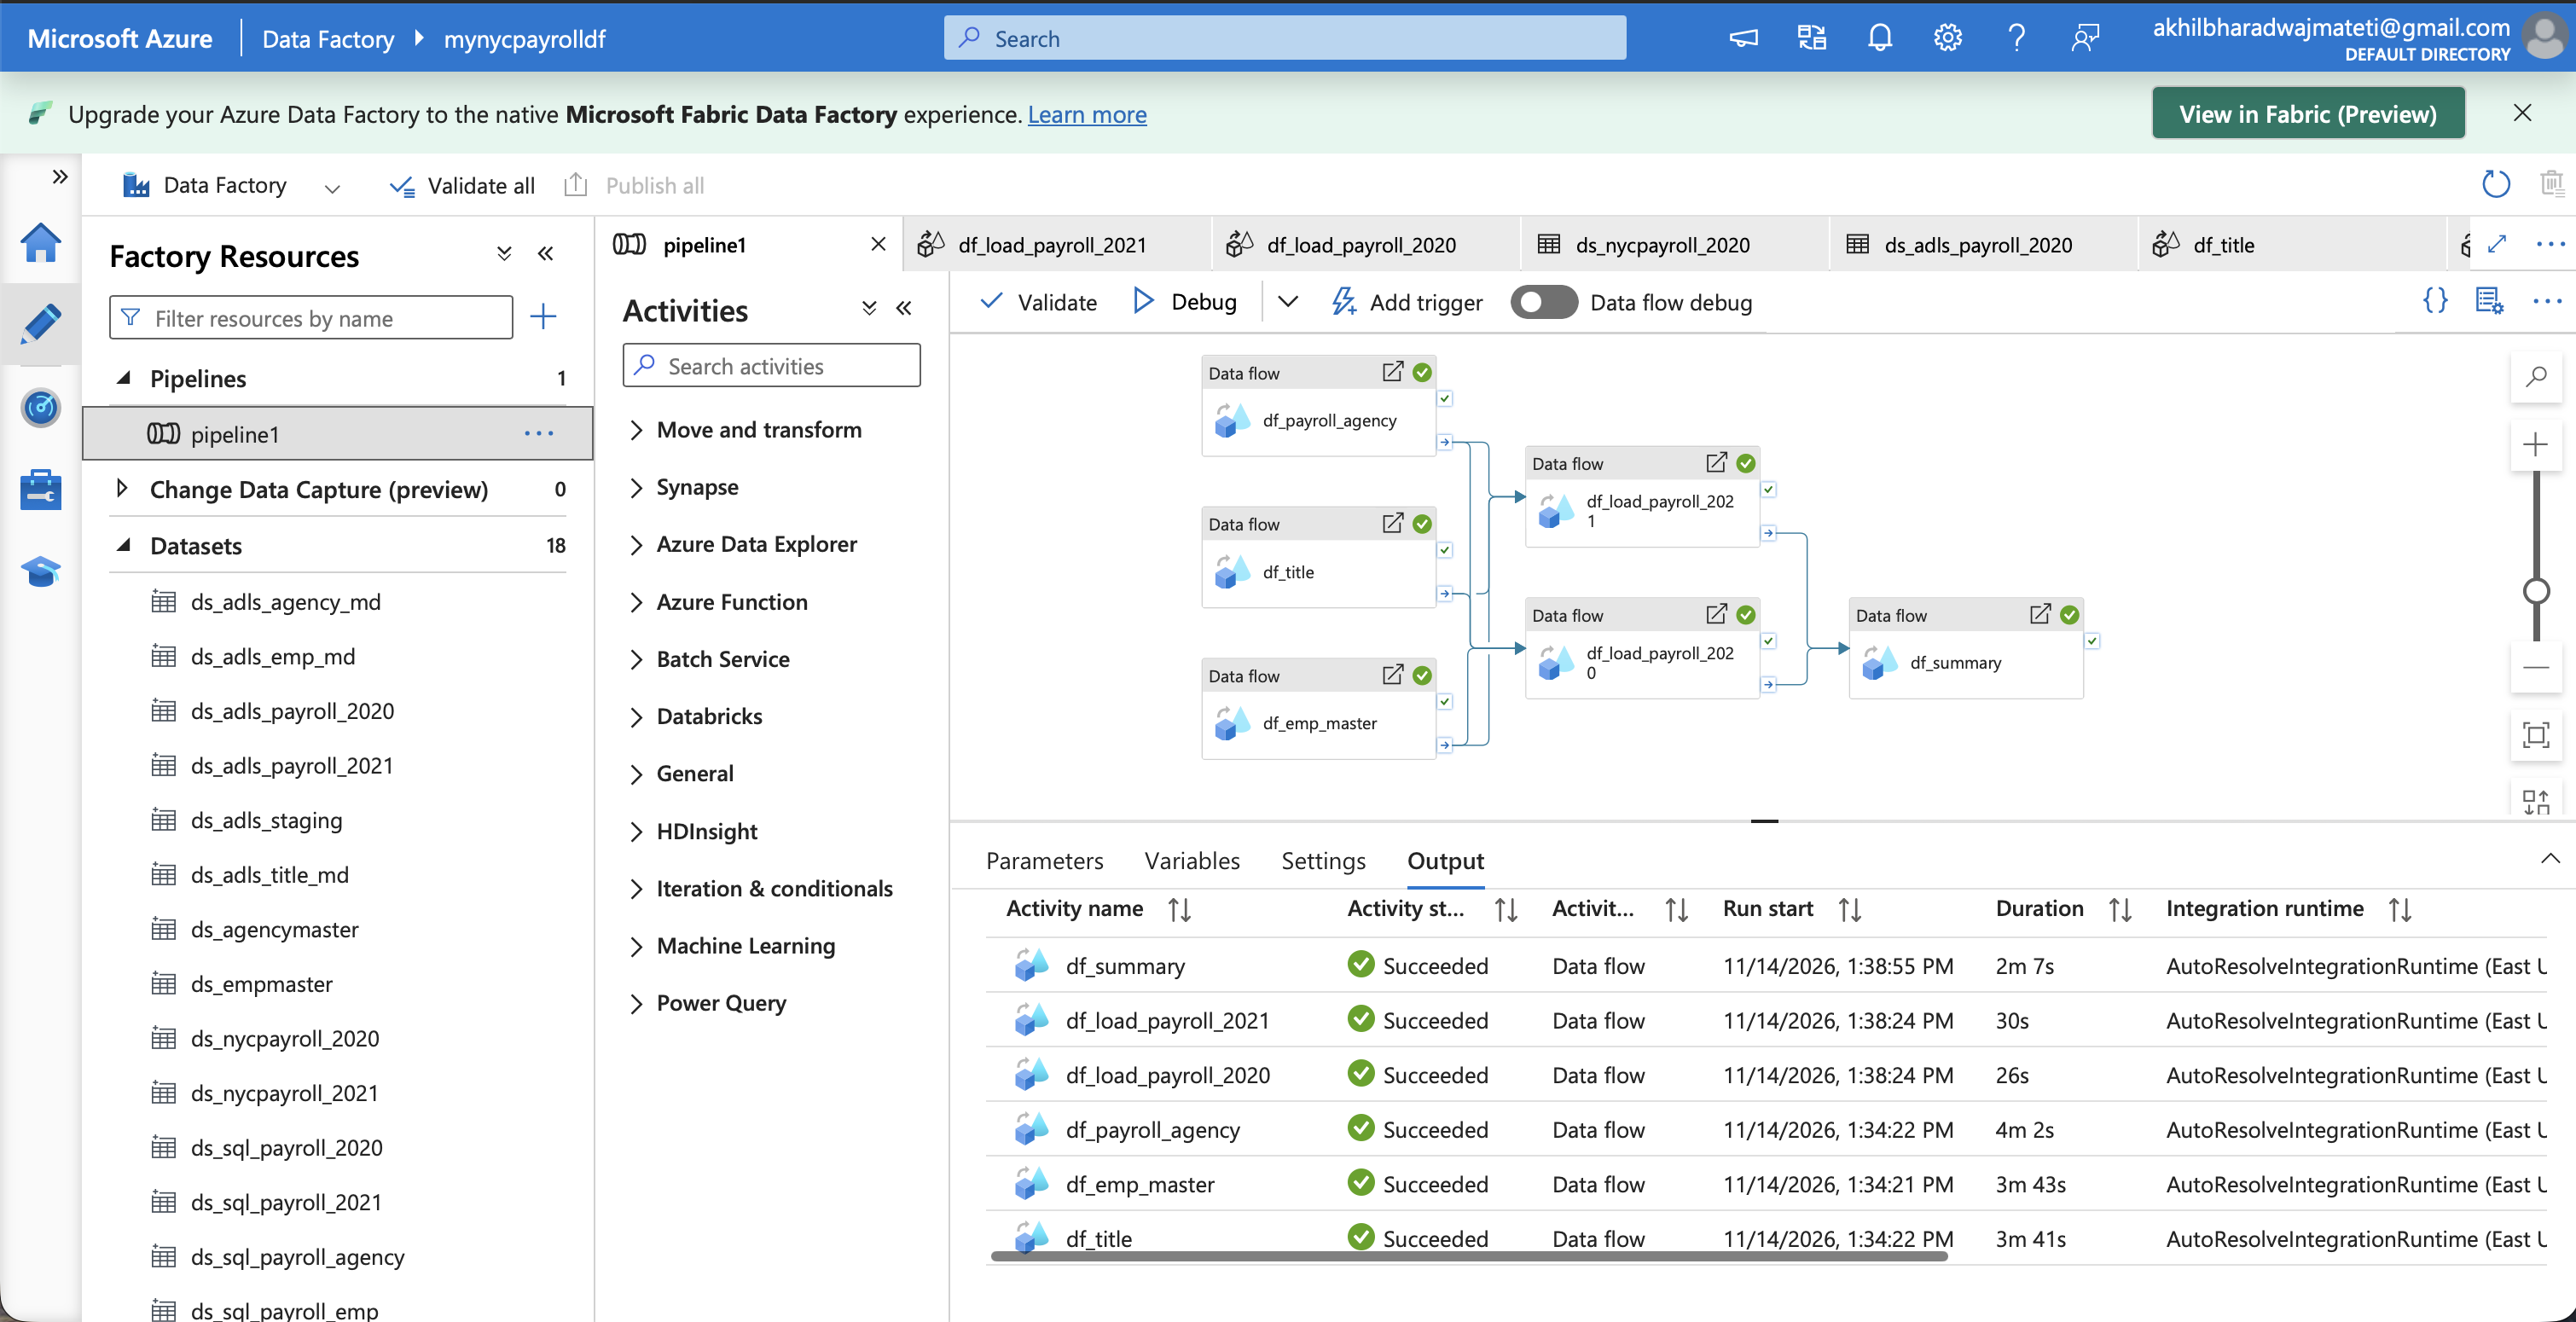 Microsoft Azure
Data Factory
mynycpayrolldf
Search
akhilbharadwajmateti@gmail.com
DEFAULT DIRECTORY
Upgrade your Azure Data Factory to the native Microsoft Fabric Data Factory experience. Learn more
View in Fabric (Preview)
Data Factory
Validate all
Publish all
Factory Resources
Filter resources by name
Pipelines 1
pipeline1
Change Data Capture (preview) 0
Datasets 18
ds_adls_agency_md
ds_adls_emp_md
ds_adls_payroll_2020
ds_adls_payroll_2021
ds_adls_staging
ds_adls_title_md
ds_agencymaster
ds_empmaster
ds_nycpayroll_2020
ds_nycpayroll_2021
ds_sql_payroll_2020
ds_sql_payroll_2021
ds_sql_payroll_agency
ds_sql_payroll_emp
pipeline1
df_load_payroll_2021
df_load_payroll_2020
ds_nycpayroll_2020
ds_adls_payroll_2020
df_title
Activities
Search activities
Move and transform
Synapse
Azure Data Explorer
Azure Function
Batch Service
Databricks
General
HDInsight
Iteration & conditionals
Machine Learning
Power Query
Validate
Debug
Add trigger
Data flow debug
Data flow
df_payroll_agency
Data flow
df_title
Data flow
df_emp_master
Data flow
df_load_payroll_202
1
Data flow
df_load_payroll_202
0
Data flow
df_summary
Parameters
Variables
Settings
Output
Activity name Activity st... Activit... Run start Duration Integration runtime
df_summary Succeeded Data flow 11/14/2026, 1:38:55 PM 2m 7s AutoResolveIntegrationRuntime (East U
df_load_payroll_2021 Succeeded Data flow 11/14/2026, 1:38:24 PM 30s AutoResolveIntegrationRuntime (East U
df_load_payroll_2020 Succeeded Data flow 11/14/2026, 1:38:24 PM 26s AutoResolveIntegrationRuntime (East U
df_payroll_agency Succeeded Data flow 11/14/2026, 1:34:22 PM 4m 2s AutoResolveIntegrationRuntime (East U
df_emp_master Succeeded Data flow 11/14/2026, 1:34:21 PM 3m 43s AutoResolveIntegrationRuntime (East U
df_title Succeeded Data flow 11/14/2026, 1:34:22 PM 3m 41s AutoResolveIntegrationRuntime (East U